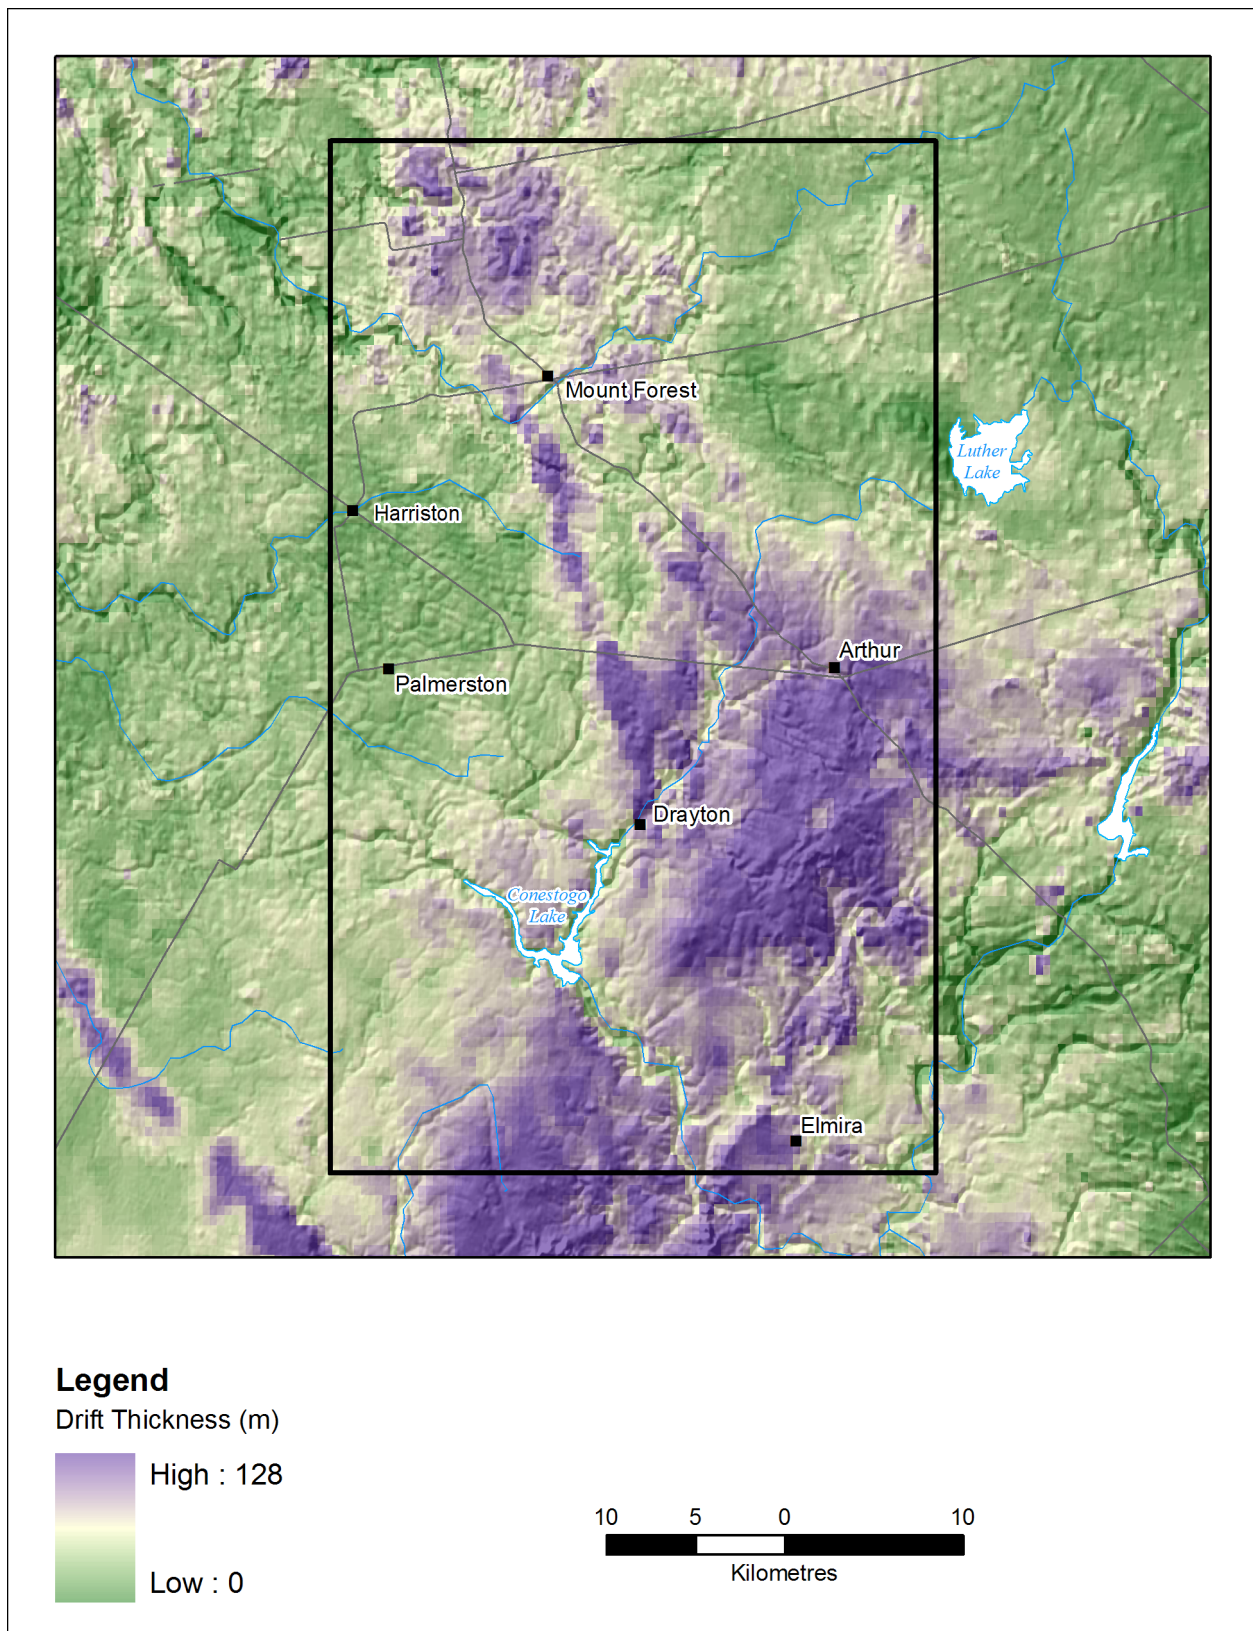 Mount Forest
Luther
Lake
Harriston
Arthur
Palmerston
Drayton
Conestogo
Lake
Elmira
Legend
Drift Thickness (m)
High : 128
Low : 0
10 5 0 10
Kilometres